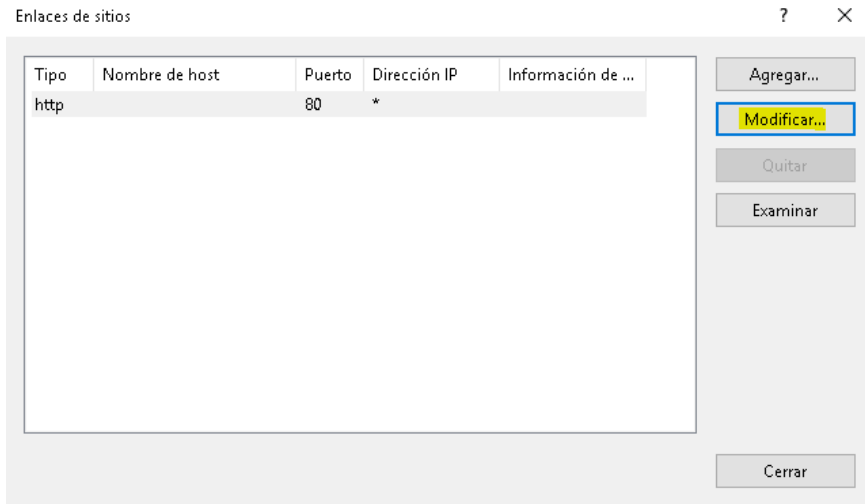 Enlaces de sitios ? ×
Tipo Nombre de host Puerto Dirección IP Información de ... Agregar...
http 80 * Modificar...
Quitar
Examinar
Cerrar